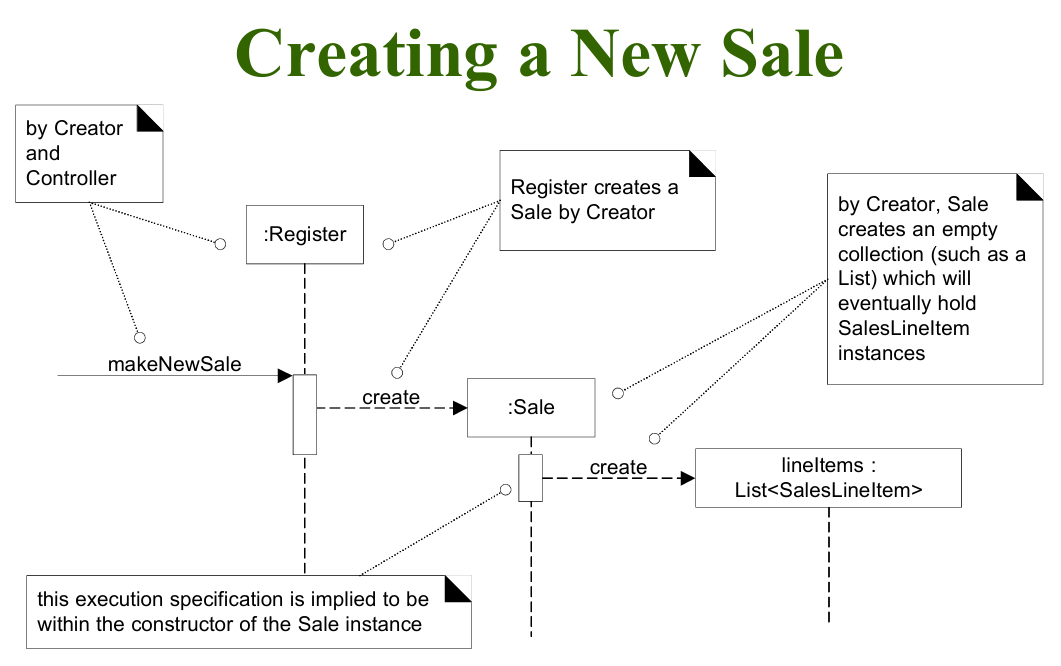 Creating a New Sale
by Creator
and
Controller
Register creates a
Sale by Creator
by Creator, Sale
creates an empty
collection (such as a
List) which will
eventually hold
SalesLineItem
instances
:Register
makeNewSale
create
:Sale
create
lineItems :
List<SalesLineItem>
this execution specification is implied to be
within the constructor of the Sale instance